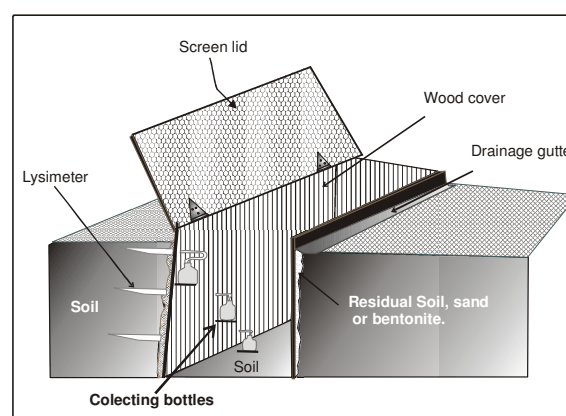 Screen lid
Wood cover
Drainage gutte
Lysimeter
Soil
Residual Soil, sand
or bentonite.
Soil
Colecting bottles